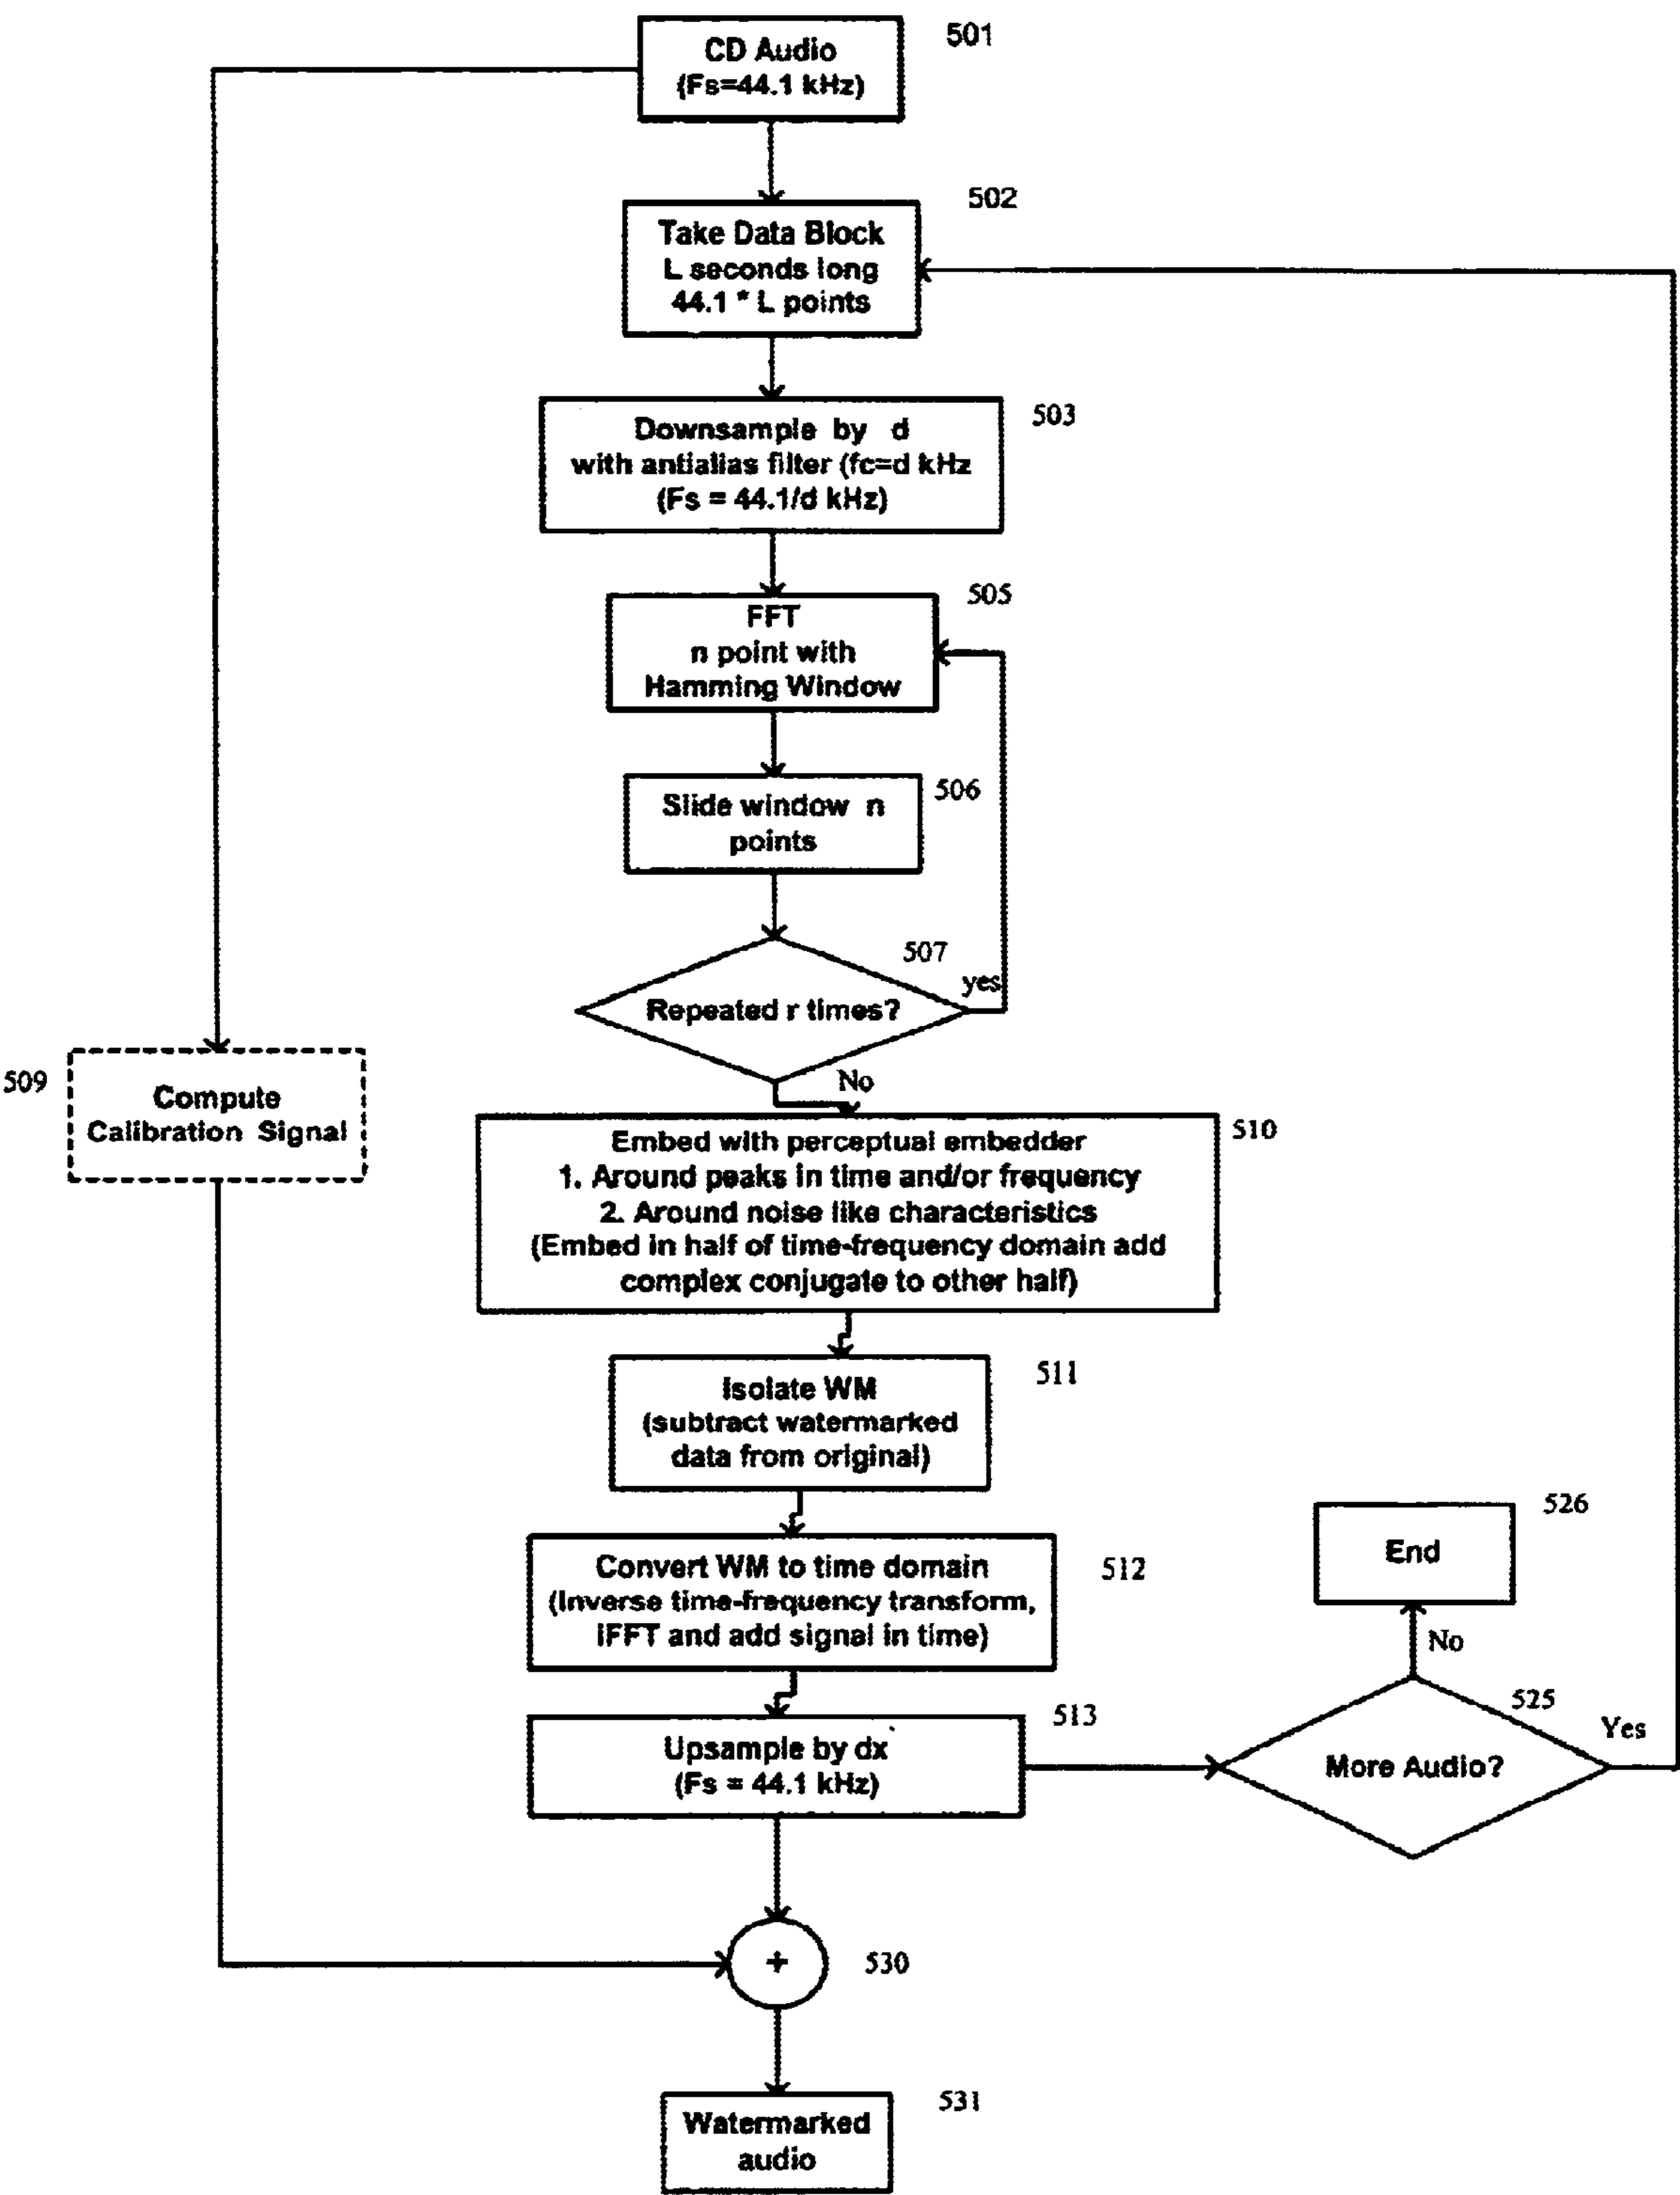 501
CD Audio
(Fs=44.1 kHz)
502
Take Data Block
L seconds long
44.1 * L points
503
Downsample by d
with antialias filter (fc=d kHz
(Fs = 44.1/d kHz)
505
FFT
n point with
Hamming Window
506
Slide window n
points
507
yes
Repeated r times?
No
509
Compute
Calibration Signal
510
Embed with perceptual embedder
1. Around peaks in time and/or frequency
2. Around noise like characteristics
(Embed in half of time-frequency domain add
complex conjugate to other half)
511
Isolate WM
(subtract watermarked
data from original)
512
Convert WM to time domain
(Inverse time-frequency transform,
IFFT and add signal in time)
526
End
No
513
Upsample by dx
(Fs = 44.1 kHz)
525
Yes
More Audio?
+
530
531
Watermarked
audio